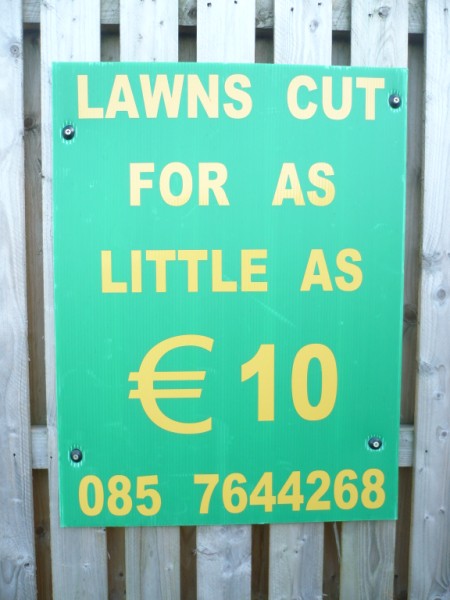 LAWNS CUT
FOR AS
LITTLE AS
€ 10
085 7644268